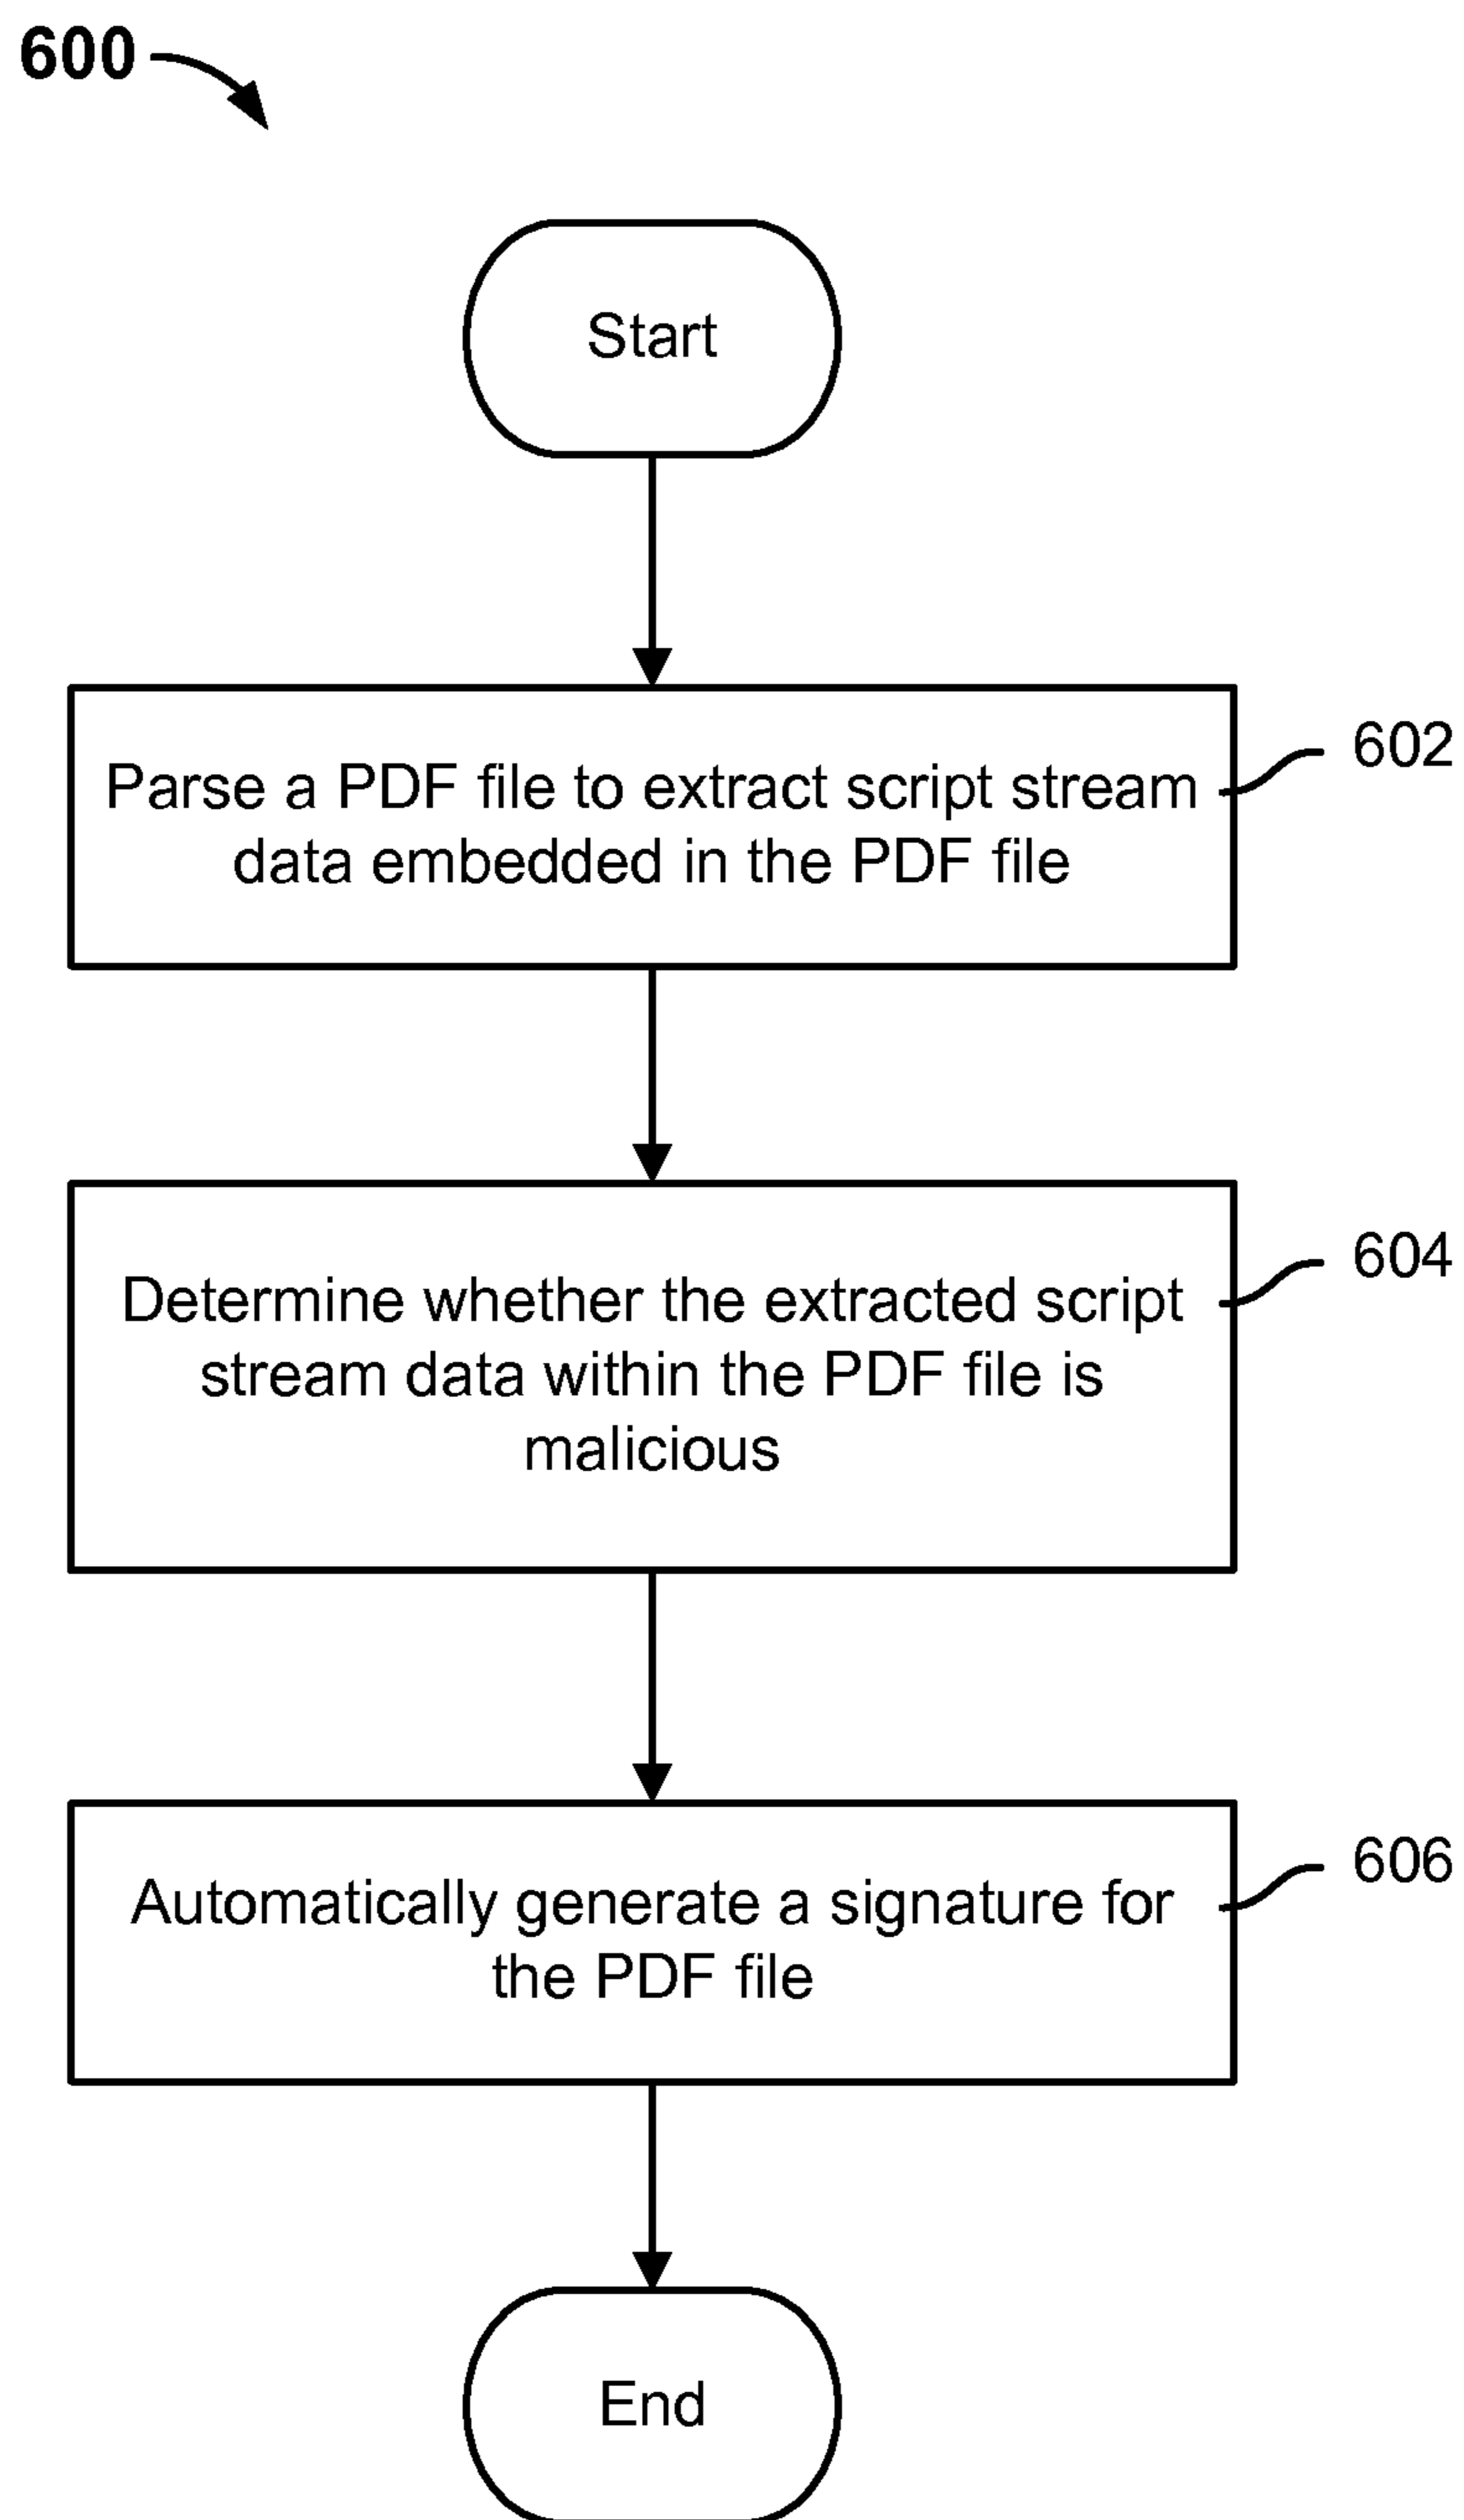 600
Start
Parse a PDF file to extract script stream
data embedded in the PDF file
602
Determine whether the extracted script
stream data within the PDF file is
malicious
604
Automatically generate a signature for
the PDF file
606
End